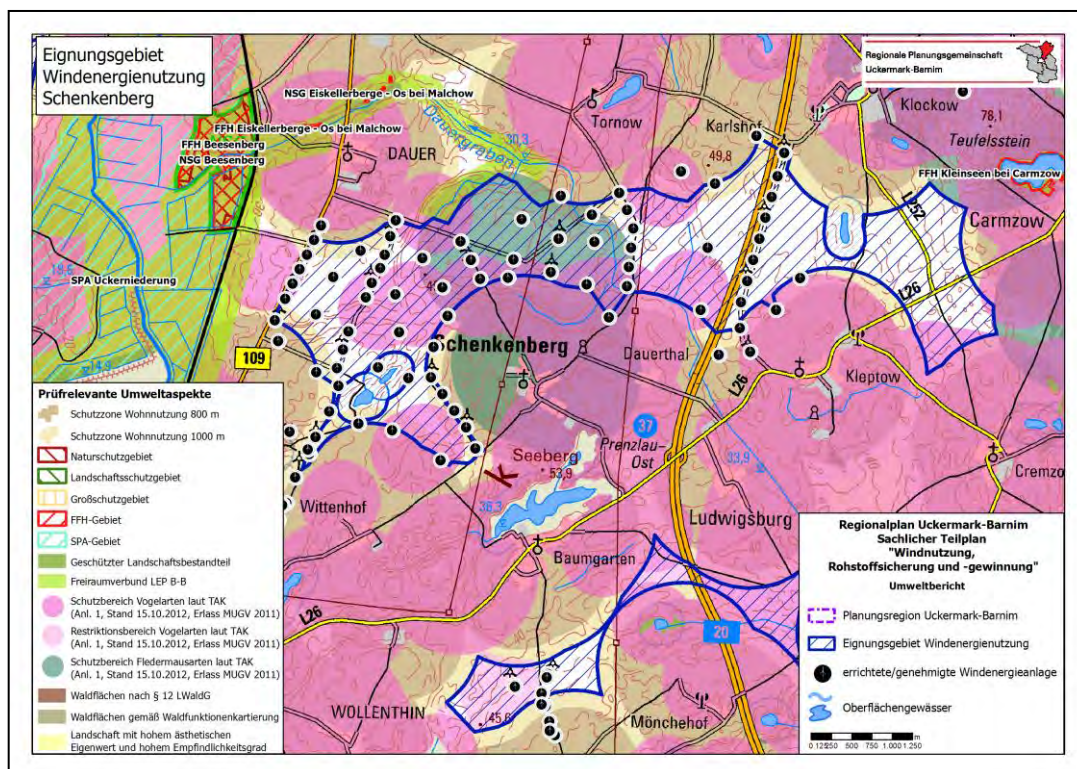 Eignungsgebiet
Windenergienutzung
Schenkenberg
Regionale Planungsgemeinschaft
Uckermark-Barnim
NSG Eiskellerberge - Os bei Malchow
FFH Eiskellerberge - Os bei Malchow
FFH Beesenberg
NSG Beesenberg
DAUER
Dauergraben
30,3
Tornow
Karlshof
49,8
Klockow
78,1
Teufelsstein
FFH Kleinseen bei Carmzow
L252
Carmzow
SPA Uckerniederung
L26
109
Schenkenberg
Dauerthal
L26
Kleptow
14,9
37
Prenzlau-
Ost
Seeberg
53,9
33,9
Cremzo
K
Wittenhof
36,3
Ludwigsburg
Baumgarten
L26
20
WOLLENTHIN
45,6
Mönchehof
Prüfrelevante Umweltaspekte
Schutzzone Wohnnutzung 800 m
Schutzzone Wohnnutzung 1000 m
Naturschutzgebiet
Landschaftsschutzgebiet
Großschutzgebiet
FFH-Gebiet
SPA-Gebiet
Geschützter Landschaftsbestandteil
Freiraumverbund LEP B-B
Schutzbereich Vogelarten laut TAK
(Anl. 1, Stand 15.10.2012, Erlass MUGV 2011)
Restriktionsbereich Vogelarten laut TAK
(Anl. 1, Stand 15.10.2012, Erlass MUGV 2011)
Schutzbereich Fledermausarten laut TAK
(Anl. 1, Stand 15.10.2012, Erlass MUGV 2011)
Waldflächen nach § 12 LWaldG
Waldflächen gemäß Waldfunktionenkartierung
Landschaft mit hohem ästhetischen
Eigenwert und hohem Empfindlichkeitsgrad
Regionalplan Uckermark-Barnim
Sachlicher Teilplan
"Windnutzung,
Rohstoffsicherung und -gewinnung"
Umweltbericht
Planungsregion Uckermark-Barnim
Eignungsgebiet Windenergienutzung
errichtete/genehmigte Windenergieanlage
Oberflächengewässer
m
0 125250 500 750 1.000 1.250